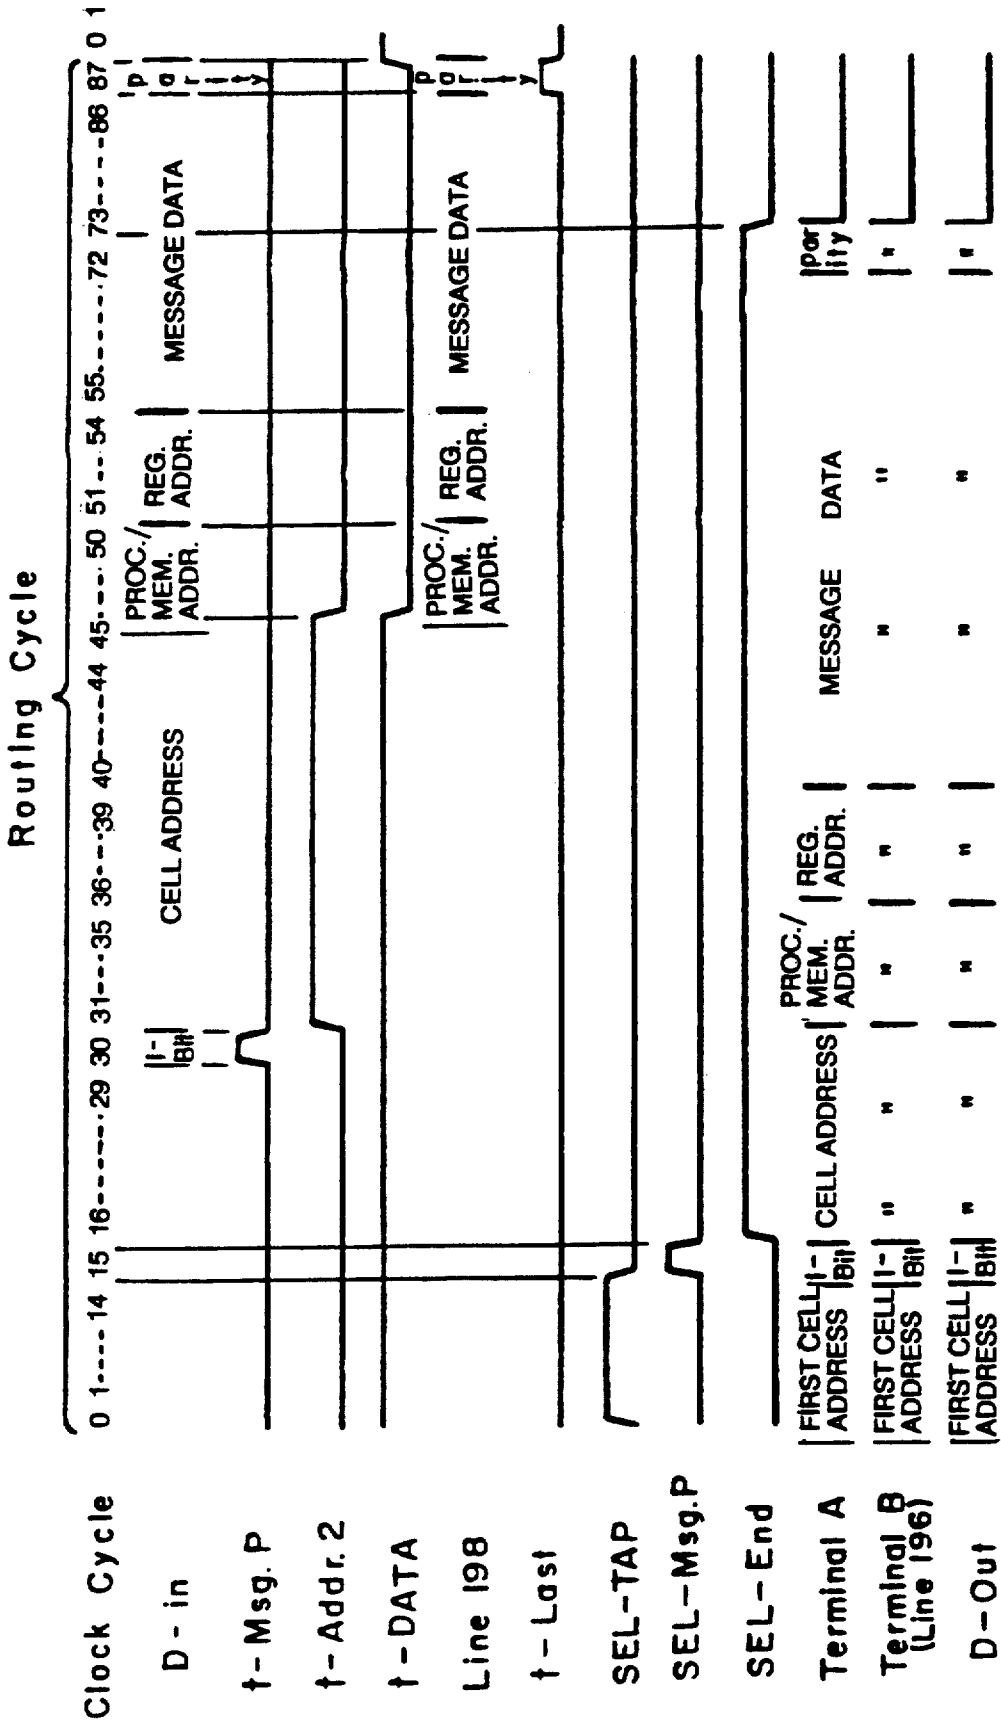 Routing Cycle
Clock Cycle 0 1----14 15 16------29 30 31---35 36--39 40----44 45----50 51--54 55-----72 73----86 87 0 1
D-in |I-Bit| CELL ADDRESS |PROC./MEM. ADDR.| REG. ADDR.| MESSAGE DATA |parity|
t-Msg.P
t-Addr.2
t-DATA
Line 198 |PROC./MEM. ADDR.| REG. ADDR.| MESSAGE DATA |parity|
t-Last
SEL-TAP
SEL-Msg.P
SEL-End
Terminal A |FIRST CELL ADDRESS|I-Bit| CELL ADDRESS |PROC./MEM. ADDR.| REG. ADDR.| MESSAGE DATA |parity|
Terminal B (Line 196) |FIRST CELL ADDRESS|I-Bit| " " | " | " | " " | " |
D-Out |FIRST CELL ADDRESS|I-Bit| " " | " | " | " " | " |